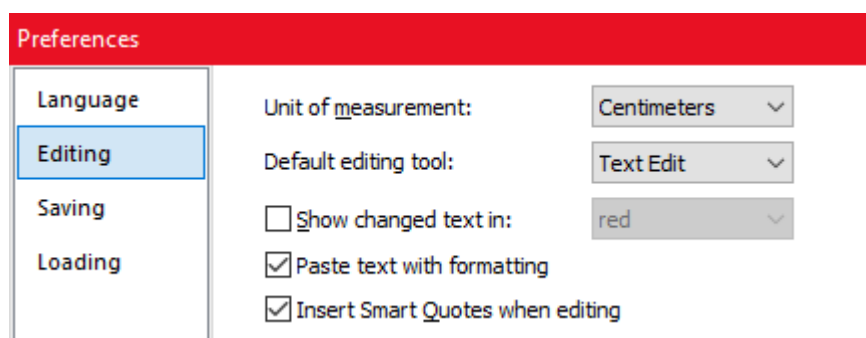 Preferences
Language
Editing
Saving
Loading
Unit of measurement: Centimeters
Default editing tool: Text Edit
Show changed text in: red
Paste text with formatting
Insert Smart Quotes when editing